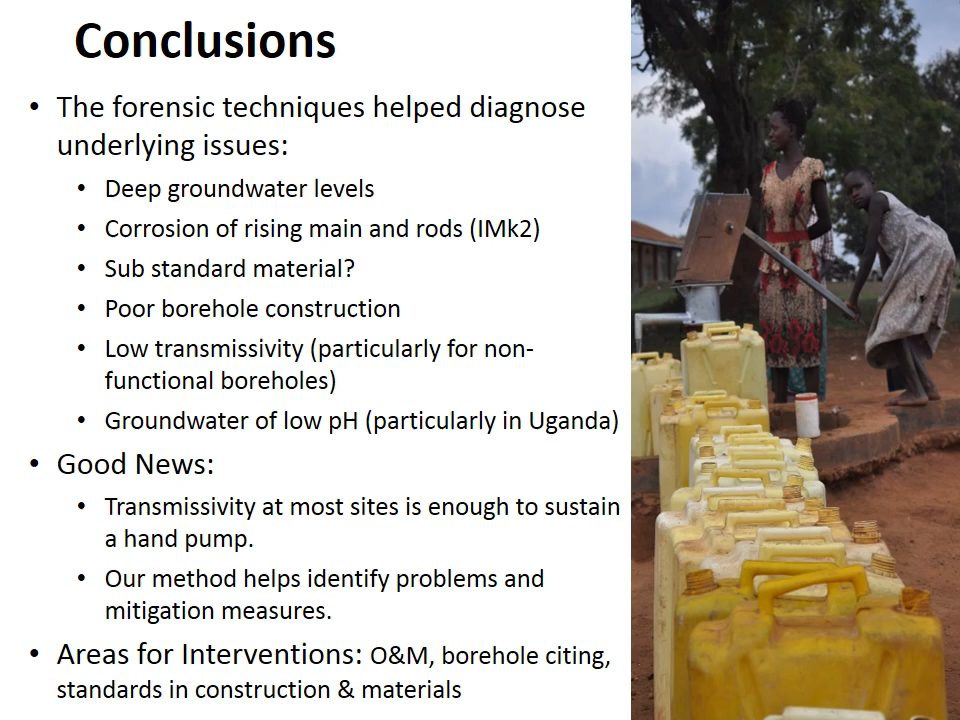 Conclusions
• The forensic techniques helped diagnose
underlying issues:
• Deep groundwater levels
• Corrosion of rising main and rods (IMk2)
• Sub standard material?
• Poor borehole construction
• Low transmissivity (particularly for non-
functional boreholes)
• Groundwater of low pH (particularly in Uganda)
• Good News:
• Transmissivity at most sites is enough to sustain
a hand pump.
• Our method helps identify problems and
mitigation measures.
• Areas for Interventions: O&M, borehole citing,
standards in construction & materials